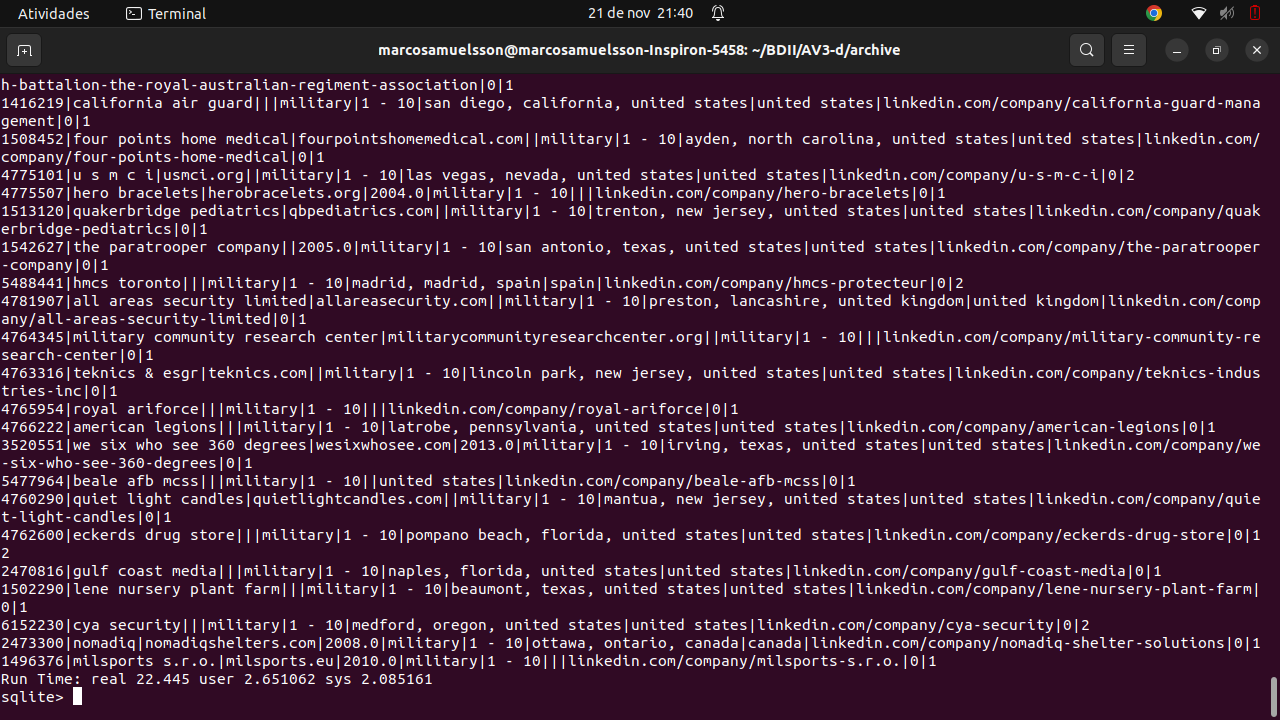 Atividades Terminal 21 de nov 21:40
marcosamuelsson@marcosamuelsson-Inspiron-5458: ~/BDII/AV3-d/archive
h-battalion-the-royal-australian-regiment-association|0|1
1416219|california air guard|||military|1 - 10|san diego, california, united states|united states|linkedin.com/company/california-guard-mana
gement|0|1
1508452|four points home medical|fourpointshomemedical.com||military|1 - 10|ayden, north carolina, united states|united states|linkedin.com/
company/four-points-home-medical|0|1
4775101|u s m c i|usmci.org||military|1 - 10|las vegas, nevada, united states|united states|linkedin.com/company/u-s-m-c-i|0|2
4775507|hero bracelets|herobracelets.org|2004.0|military|1 - 10|||linkedin.com/company/hero-bracelets|0|1
1513120|quakerbridge pediatrics|qbpediatrics.com||military|1 - 10|trenton, new jersey, united states|united states|linkedin.com/company/quak
erbridge-pediatrics|0|1
1542627|the paratrooper company||2005.0|military|1 - 10|san antonio, texas, united states|united states|linkedin.com/company/the-paratrooper
-company|0|1
5488441|hmcs toronto|||military|1 - 10|madrid, madrid, spain|spain|linkedin.com/company/hmcs-protecteur|0|2
4781907|all areas security limited|allareasecurity.com||military|1 - 10|preston, lancashire, united kingdom|united kingdom|linkedin.com/comp
any/all-areas-security-limited|0|1
4764345|military community research center|militarycommunityresearchcenter.org||military|1 - 10|||linkedin.com/company/military-community-re
search-center|0|1
4763316|teknics & esgr|teknics.com||military|1 - 10|lincoln park, new jersey, united states|united states|linkedin.com/company/teknics-indus
tries-inc|0|1
4765954|royal ariforce|||military|1 - 10|||linkedin.com/company/royal-ariforce|0|1
4766222|american legions|||military|1 - 10|latrobe, pennsylvania, united states|united states|linkedin.com/company/american-legions|0|1
3520551|we six who see 360 degrees|wesixwhosee.com|2013.0|military|1 - 10|irving, texas, united states|united states|linkedin.com/company/we
-six-who-see-360-degrees|0|1
5477964|beale afb mcss|||military|1 - 10||united states|linkedin.com/company/beale-afb-mcss|0|1
4760290|quiet light candles|quietlightcandles.com||military|1 - 10|mantua, new jersey, united states|united states|linkedin.com/company/quie
t-light-candles|0|1
4762600|eckerds drug store|||military|1 - 10|pompano beach, florida, united states|united states|linkedin.com/company/eckerds-drug-store|0|1
2
2470816|gulf coast media|||military|1 - 10|naples, florida, united states|united states|linkedin.com/company/gulf-coast-media|0|1
1502290|lene nursery plant farm|||military|1 - 10|beaumont, texas, united states|united states|linkedin.com/company/lene-nursery-plant-farm|
0|1
6152230|cya security|||military|1 - 10|medford, oregon, united states|united states|linkedin.com/company/cya-security|0|2
2473300|nomadiq|nomadiqshelters.com|2008.0|military|1 - 10|ottawa, ontario, canada|canada|linkedin.com/company/nomadiq-shelter-solutions|0|1
1496376|milsports s.r.o.|milsports.eu|2010.0|military|1 - 10|||linkedin.com/company/milsports-s.r.o.|0|1
Run Time: real 22.445 user 2.651062 sys 2.085161
sqlite>